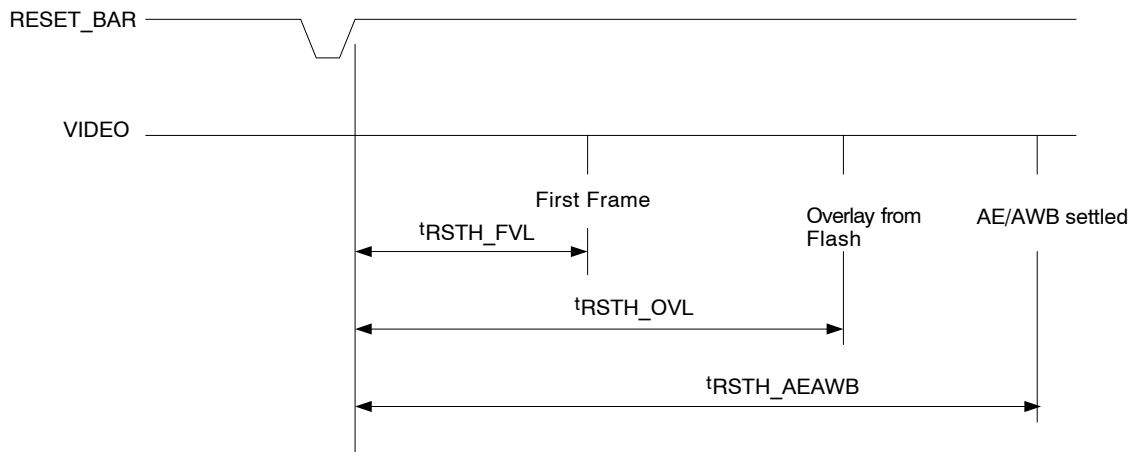 RESET_BAR
VIDEO
First Frame
Overlay from
Flash
AE/AWB settled
tRSTH_FVL
tRSTH_OVL
tRSTH_AEAWB